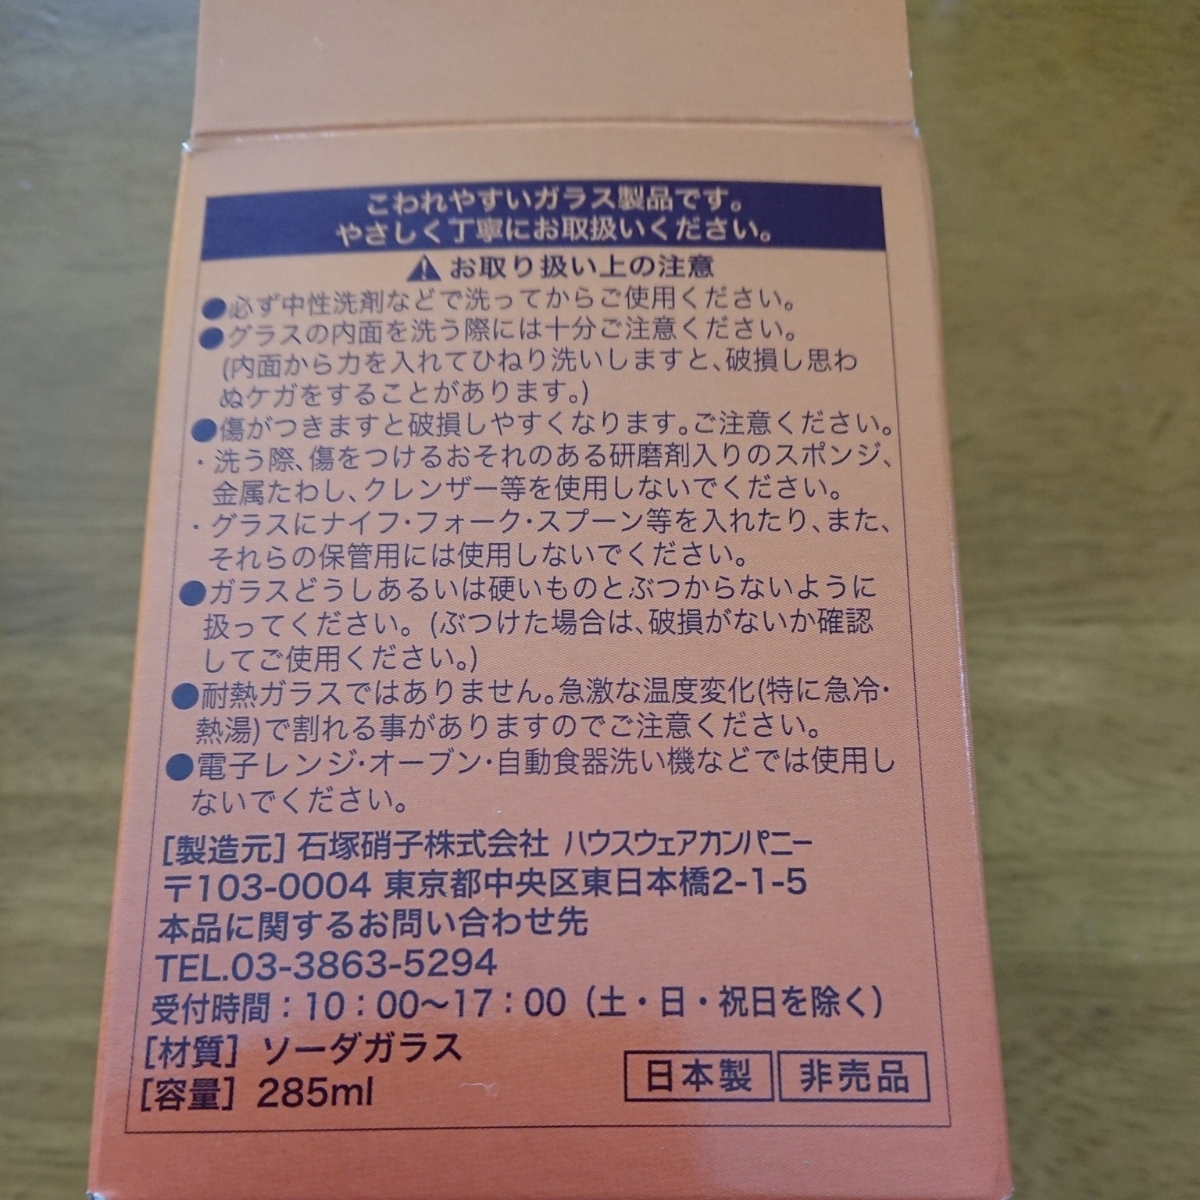 こわれやすいガラス製品です。
やさしく丁寧にお取扱いください。
⚠お取り扱い上の注意
●必ず中性洗剤などで洗ってからご使用ください。
●グラスの内面を洗う際には十分ご注意ください。
(内面から力を入れてひねり洗いしますと、破損し思わ
ぬケガをすることがあります。)
●傷がつきますと破損しやすくなります。ご注意ください。
・洗う際、傷をつけるおそれのある研磨剤入りのスポンジ、
金属たわし、クレンザー等を使用しないでください。
・グラスにナイフ・フォーク・スプーン等を入れたり、また、
それらの保管用には使用しないでください。
●ガラスどうしあるいは硬いものとぶつからないように
扱ってください。(ぶつけた場合は、破損がないか確認
してご使用ください。)
●耐熱ガラスではありません。急激な温度変化(特に急冷・
熱湯)で割れる事がありますのでご注意ください。
●電子レンジ・オーブン・自動食器洗い機などでは使用し
ないでください。
[製造元] 石塚硝子株式会社 ハウスウェアカンパニー
〒103-0004 東京都中央区東日本橋2-1-5
本品に関するお問い合わせ先
TEL.03-3863-5294
受付時間：10：00〜17：00（土・日・祝日を除く）
[材質] ソーダガラス
[容量] 285ml
日本製 非売品